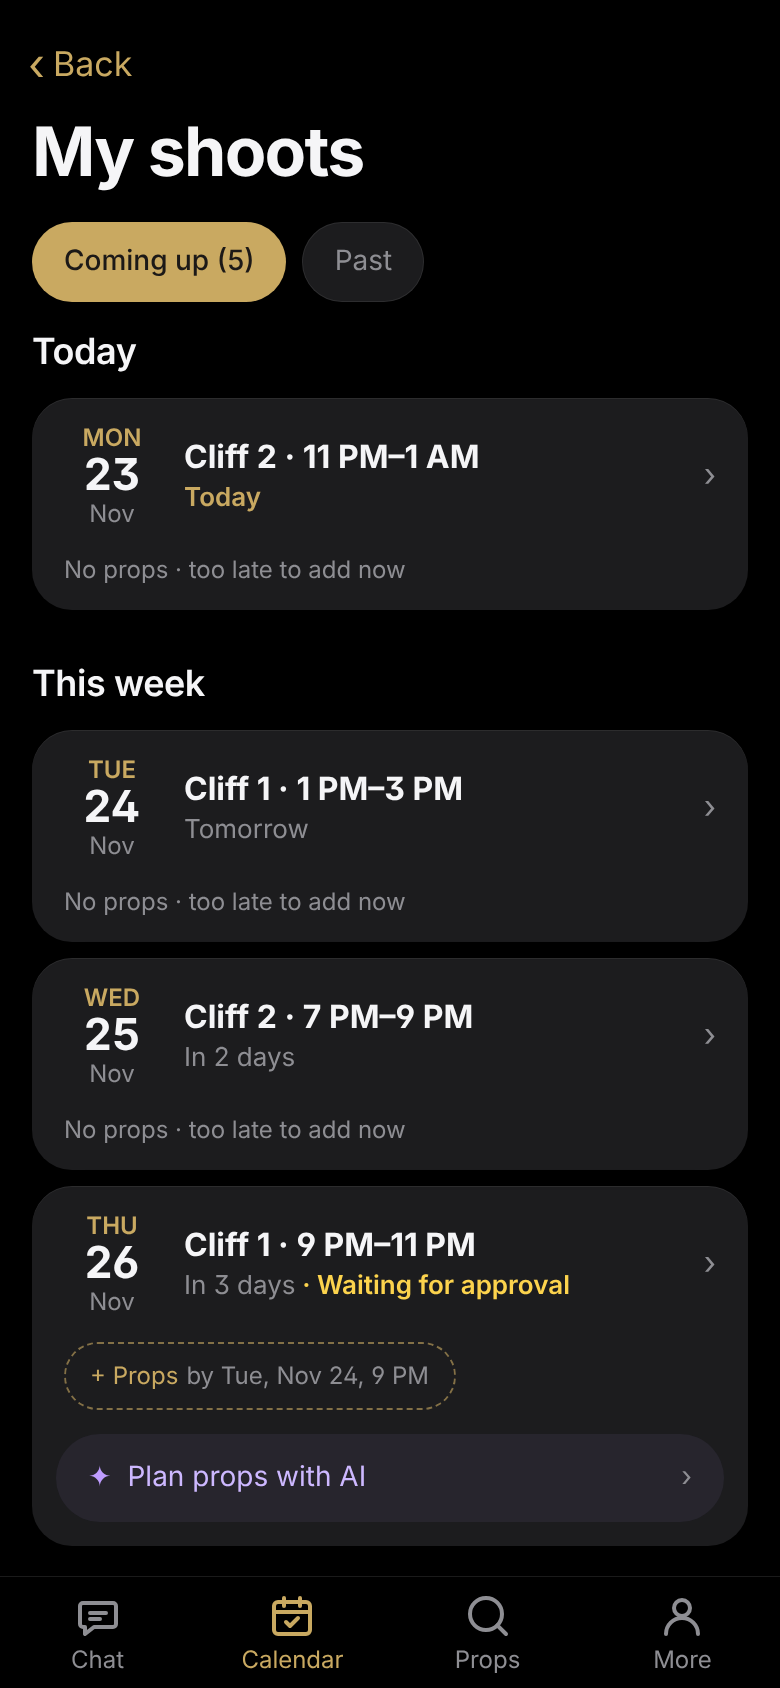 ‹ Back
My shoots
Coming up (5)
Past
Today
MON
23
Nov
Cliff 2 · 11 PM–1 AM
Today
No props · too late to add now
This week
TUE
24
Nov
Cliff 1 · 1 PM–3 PM
Tomorrow
No props · too late to add now
WED
25
Nov
Cliff 2 · 7 PM–9 PM
In 2 days
No props · too late to add now
THU
26
Nov
Cliff 1 · 9 PM–11 PM
In 3 days · Waiting for approval
+ Props by Tue, Nov 24, 9 PM
Plan props with AI
Chat
Calendar
Props
More